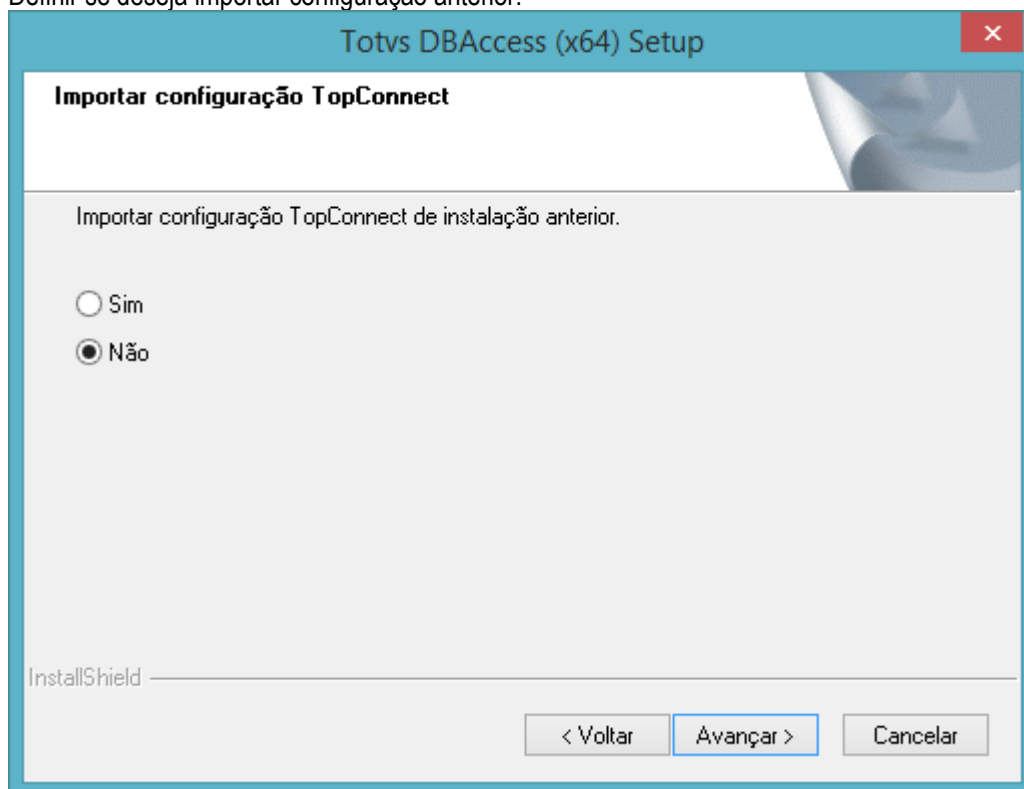 Definir se deseja importar configuração anterior.
Totvs DBAccess (x64) Setup
Importar configuração TopConnect
Importar configuração TopConnect de instalação anterior.
Sim
Não
InstallShield
< Voltar
Avançar >
Cancelar